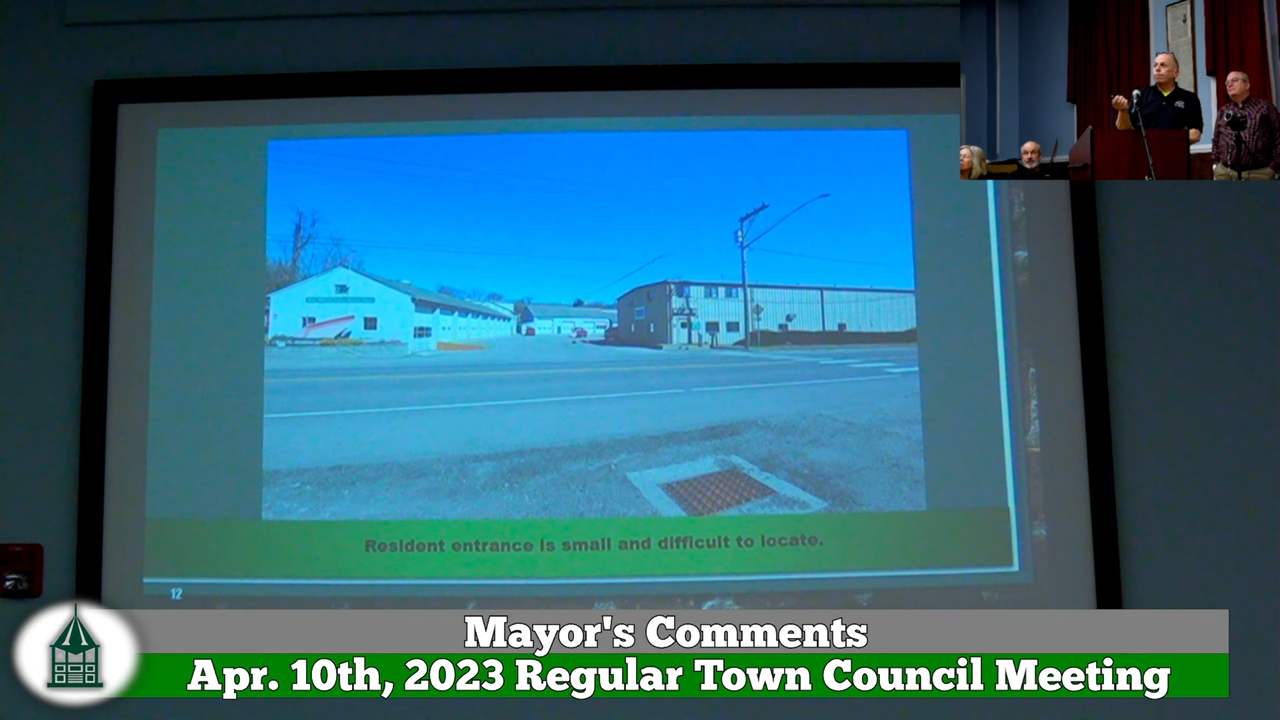 Resident entrance is small and difficult to locate.
12
Mayor's Comments
Apr. 10th, 2023 Regular Town Council Meeting